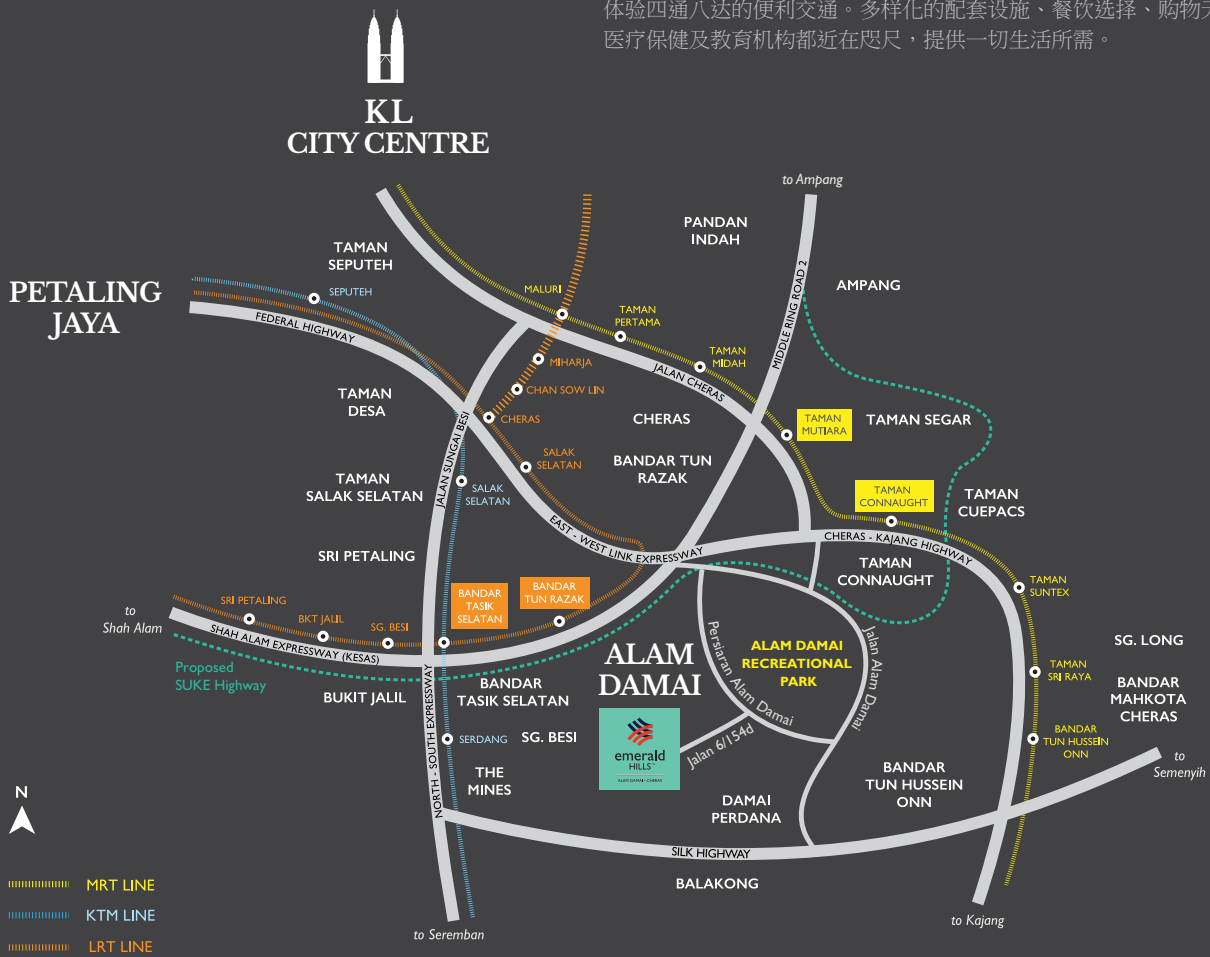 体验四通八达的便利交通。多样化的配套设施、餐饮选择、购物
医疗保健及教育机构都近在咫尺，提供一切生活所需。
KL
CITY CENTRE
to Ampang
PANDAN
INDAH
TAMAN
SEPUTEH
PETALING
JAYA
SEPUTEH
MALURI
AMPANG
MIDDLE RING ROAD 2
FEDERAL HIGHWAY
TAMAN
PERTAMA
TAMAN
MIDAH
MIHARJA
JALAN CHERAS
CHAN SOW LIN
TAMAN
DESA
CHERAS
CHERAS
TAMAN
MUTIARA
TAMAN SEGAR
JALAN SUNGAI BESI
SALAK
SELATAN
BANDAR TUN
RAZAK
TAMAN
SALAK SELATAN
SALAK
SELATAN
TAMAN
CONNAUGHT
TAMAN
CUEPACS
EAST - WEST LINK EXPRESSWAY
CHERAS - KAJANG HIGHWAY
SRI PETALING
TAMAN
CONNAUGHT
TAMAN
SUNTEX
BANDAR
TASIK
SELATAN
BANDAR
TUN RAZAK
to
Shah Alam
SRI PETALING
BKT JALIL
SG. BESI
SHAH ALAM EXPRESSWAY (KESAS)
Proposed
SUKE Highway
ALAM
DAMAI
Persiaran Alam Damai
ALAM DAMAI
RECREATIONAL
PARK
Jalan Alam Damai
SG. LONG
TAMAN
SRI RAYA
BANDAR
MAHKOTA
CHERAS
BUKIT JALIL
BANDAR
TASIK SELATAN
NORTH - SOUTH EXPRESSWAY
SERDANG
SG. BESI
emerald
HILLS™
ALAM DAMAI • CHERAS
Jalan 6/154d
BANDAR
TUN HUSSEIN
ONN
to
Semenyih
THE
MINES
BANDAR
TUN HUSSEIN
ONN
DAMAI
PERDANA
N
SILK HIGHWAY
BALAKONG
MRT LINE
KTM LINE
LRT LINE
to Seremban
to Kajang